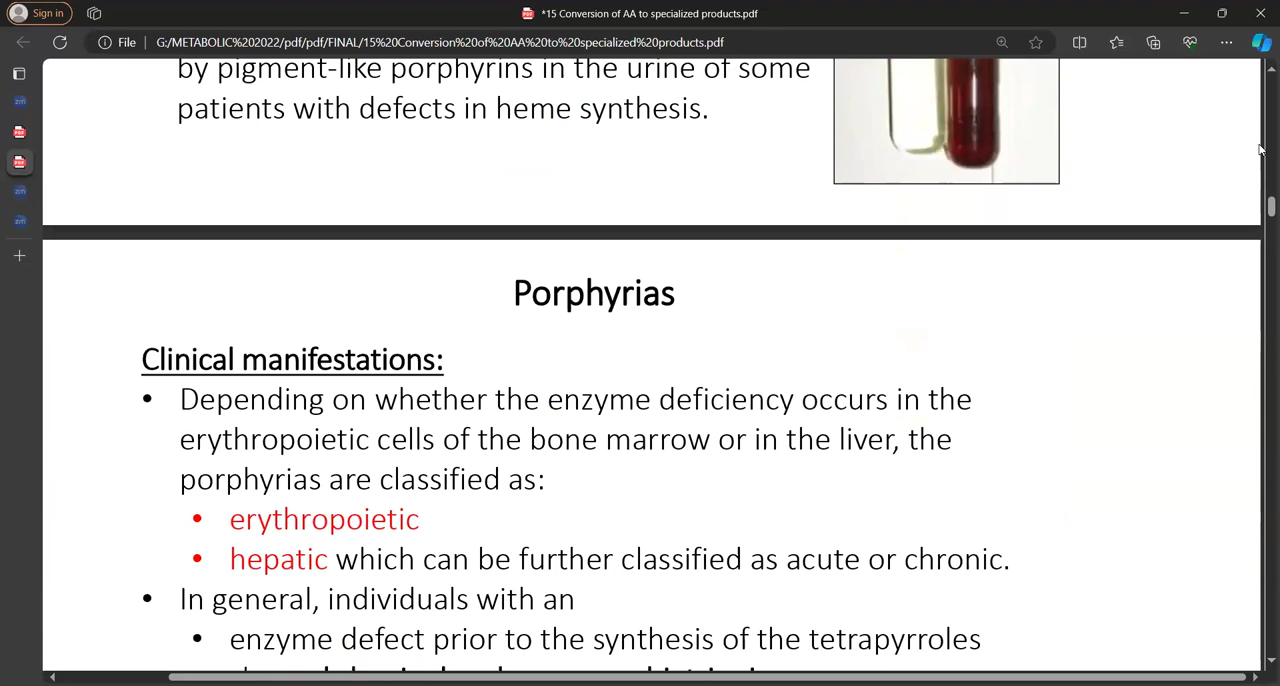 Sign in
*15 Conversion of AA to specialized products.pdf
File
G:/METABOLIC%202022/pdf/pdf/FINAL/15%20Conversion%20of%20AA%20to%20specialized%20products.pdf
by pigment-like porphyrins in the urine of some
patients with defects in heme synthesis.
Porphyrias
Clinical manifestations:
• Depending on whether the enzyme deficiency occurs in the
erythropoietic cells of the bone marrow or in the liver, the
porphyrias are classified as:
• erythropoietic
• hepatic which can be further classified as acute or chronic.
• In general, individuals with an
• enzyme defect prior to the synthesis of the tetrapyrroles